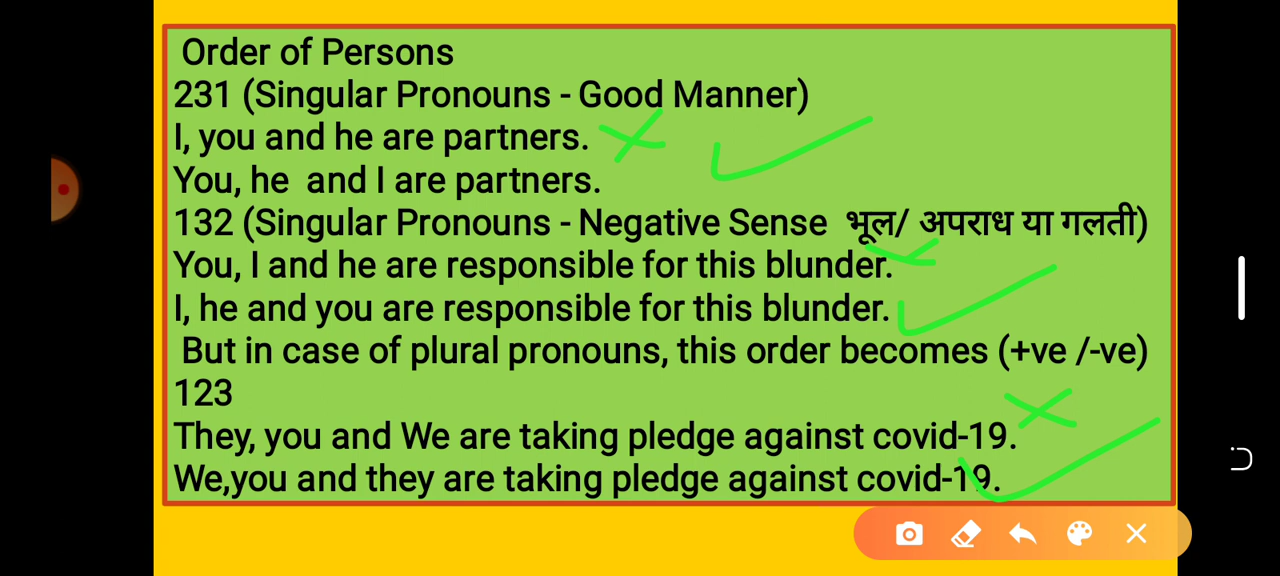 Order of Persons
231 (Singular Pronouns - Good Manner)
I, you and he are partners.
You, he  and I are partners.
132 (Singular Pronouns - Negative Sense  भूल/ अपराध या गलती)
You, I and he are responsible for this blunder.
I, he and you are responsible for this blunder.
But in case of plural pronouns, this order becomes (+ve /-ve)
123
They, you and We are taking pledge against covid-19.
We,you and they are taking pledge against covid-19.